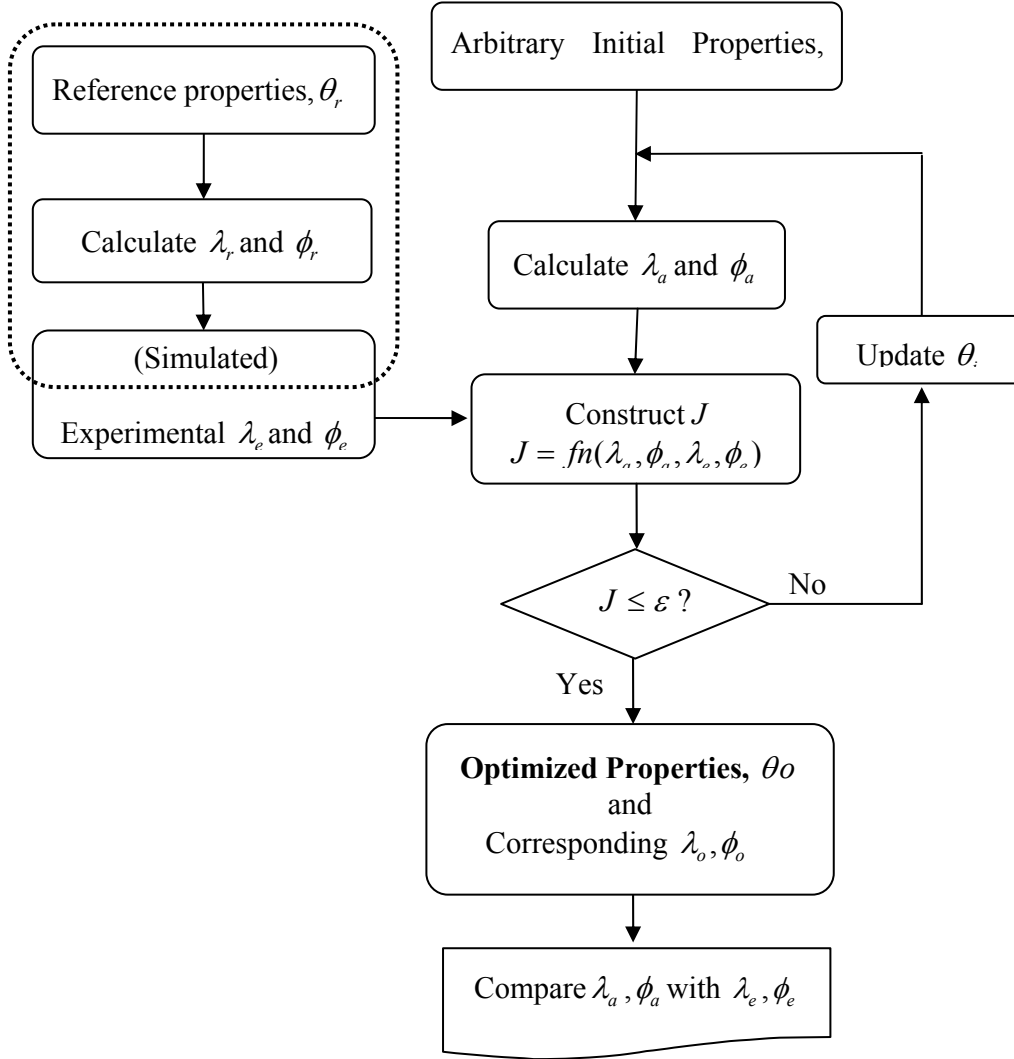 Reference properties, θr
Calculate λr and ϕr
(Simulated)
Experimental λe and ϕe
Arbitrary Initial Properties,
Calculate λa and ϕa
Construct J
J = fn(λa, ϕa, λe, ϕe)
J ≤ ε ?
No
Update θi
Yes
Optimized Properties, θo
and
Corresponding λo, ϕo
Compare λa, ϕa with λe, ϕe